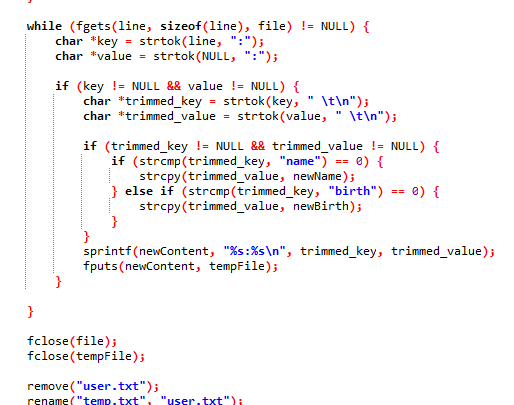 while (fgets(line, sizeof(line), file) != NULL) {
char *key = strtok(line, ":");
char *value = strtok(NULL, ":");
if (key != NULL && value != NULL) {
char *trimmed_key = strtok(key, " \t\n");
char *trimmed_value = strtok(value, " \t\n");
if (trimmed_key != NULL && trimmed_value != NULL) {
if (strcmp(trimmed_key, "name") == 0) {
strcpy(trimmed_value, newName);
} else if (strcmp(trimmed_key, "birth") == 0) {
strcpy(trimmed_value, newBirth);
}
}
sprintf(newContent, "%s:%s\n", trimmed_key, trimmed_value);
fputs(newContent, tempFile);
}
}
fclose(file);
fclose(tempFile);
remove("user.txt");
rename("temp.txt", "user.txt");